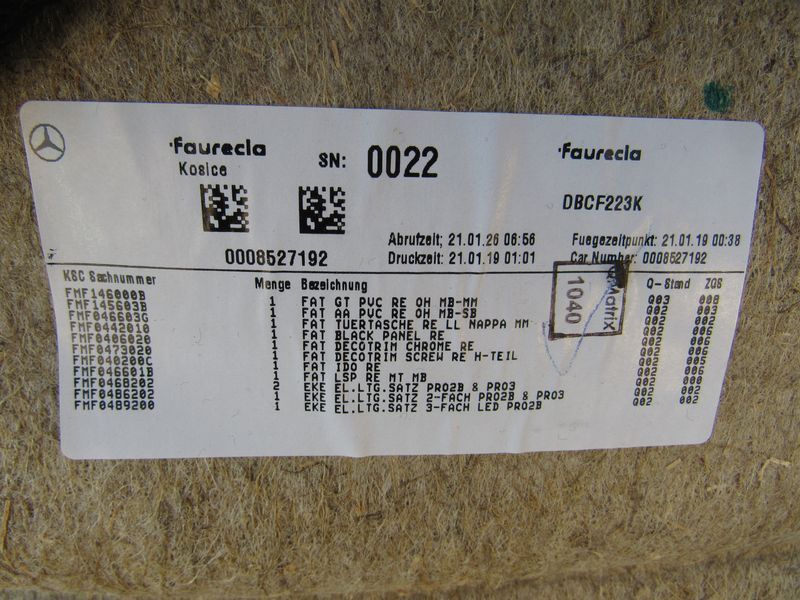 faurecia
Kosice
SN: 0022
faurecia
DBCF223K
0008527192
Abrufzeit; 21.01.26 06:56
Druckzeit: 21.01.19 01:01
Fuegezeitpunkt: 21.01.19 00:38
Car Number: 0008527192
KSC Sachnummer Menge Bezeichnung Q-Stand ZGS
FMF146000B 1 FAT GT PVC RE OH MB-MM Q03 008
FMF145603B 1 FAT AA PVC RE OH MB-SB Q02 003
FMF046603G 1 FAT TUERTASCHE RE LL NAPPA MM Q02 002
FMF0442010 1 FAT BLACK PANEL RE Q02 006
FMF0406020 1 FAT DECOTRIM CHROME RE Q02 006
FMF0473020 1 FAT DECOTRIM SCREW RE H-TEIL Q02 006
FMF040200C 1 FAT IDO RE Q02 005
FMF046601B 1 FAT LSP RE MT MB Q02 006
FMF0468202 2 EKE EL.LTG.SATZ PRO2B & PRO3 Q02 008
FMF0486202 1 EKE EL.LTG.SATZ 2-FACH PRO2B & PRO3 Q02 002
FMF0489200 1 EKE EL.LTG.SATZ 3-FACH LED PRO2B Q02 002
1040
Q-Matrix